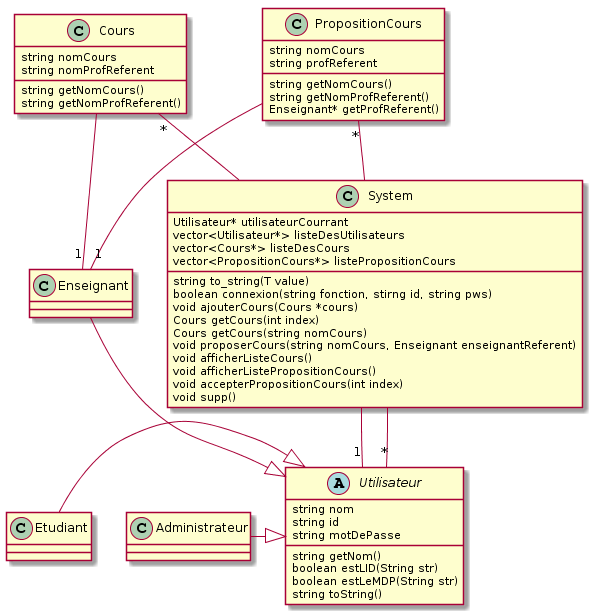 C Cours
string nomCours
string nomProfReferent
string getNomCours()
string getNomProfReferent()
C PropositionCours
string nomCours
string profReferent
string getNomCours()
string getNomProfReferent()
Enseignant* getProfReferent()
*
*
C System
Utilisateur* utilisateurCourrant
vector<Utilisateur*> listeDesUtilisateurs
vector<Cours*> listeDesCours
vector<PropositionCours*> listePropositionCours
string to_string(T value)
boolean connexion(string fonction, stirng id, string pws)
void ajouterCours(Cours *cours)
Cours getCours(int index)
Cours getCours(string nomCours)
void proposerCours(string nomCours, Enseignant enseignantReferent)
void afficherListeCours()
void afficherListePropositionCours()
void accepterPropositionCours(int index)
void supp()
1 1
C Enseignant
1 *
A Utilisateur
string nom
string id
string motDePasse
string getNom()
boolean estLID(String str)
boolean estLeMDP(String str)
string toString()
C Etudiant
C Administrateur